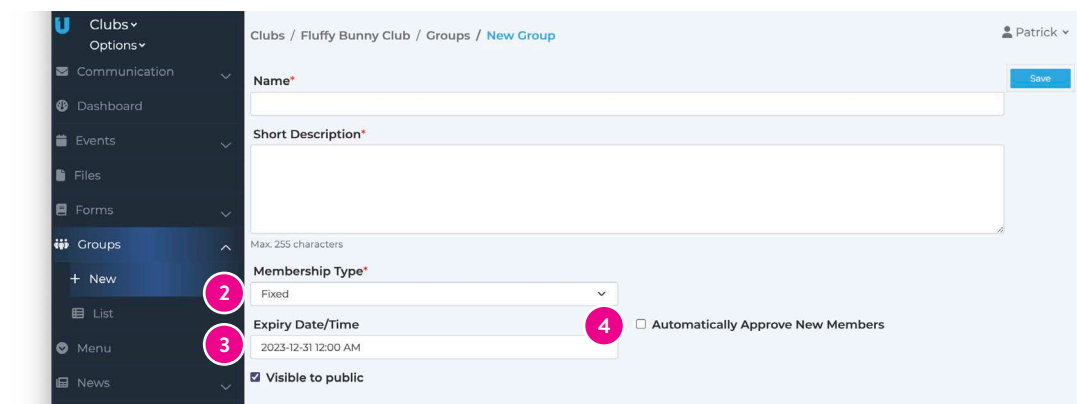 Clubs
Options
Communication
Dashboard
Events
Files
Forms
Groups
+ New
List
Menu
News
Clubs / Fluffy Bunny Club / Groups / New Group
Patrick
Save
Name*
Short Description*
Max. 255 characters
Membership Type*
2
Fixed
Expiry Date/Time
4
Automatically Approve New Members
3
2023-12-31 12:00 AM
Visible to public